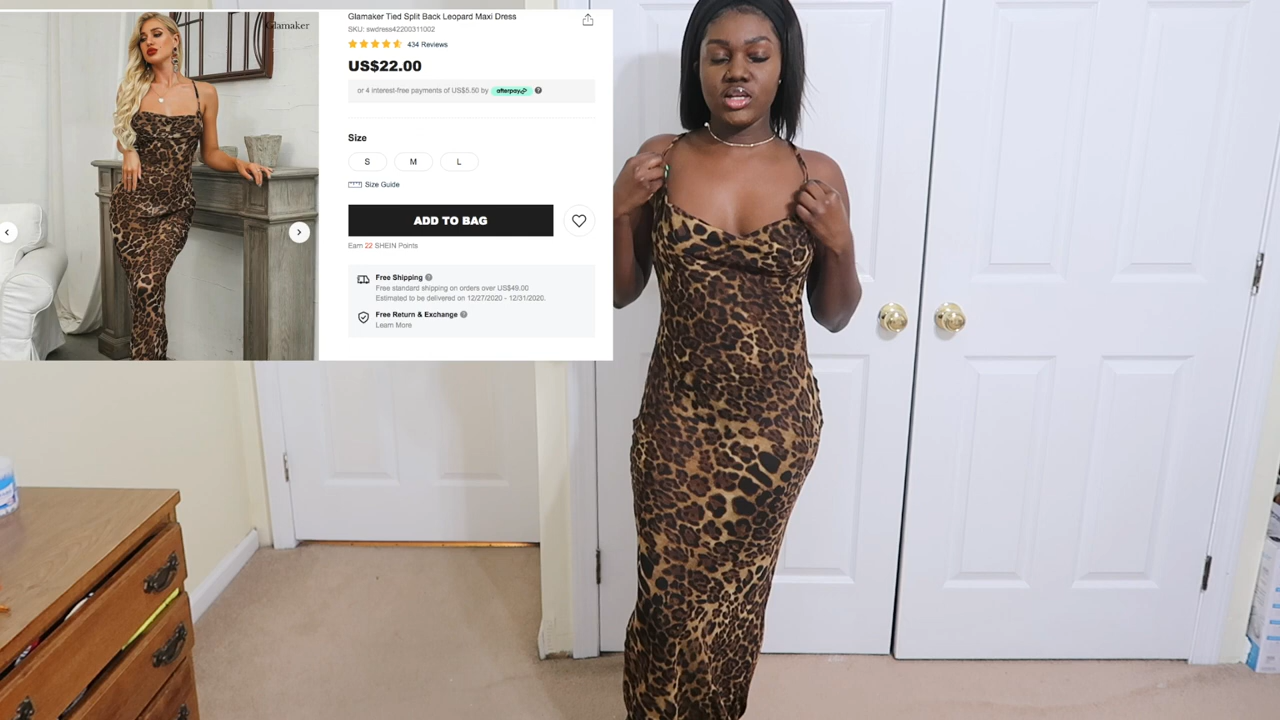 Glamaker
Glamaker Tied Split Back Leopard Maxi Dress
SKU: swdress42200311002
434 Reviews
US$22.00
or 4 interest-free payments of US$5.50 by afterpay
Size
S M L
Size Guide
ADD TO BAG
Earn 22 SHEIN Points
Free Shipping
Free standard shipping on orders over US$49.00
Estimated to be delivered on 12/27/2020 - 12/31/2020.
Free Return & Exchange
Learn More